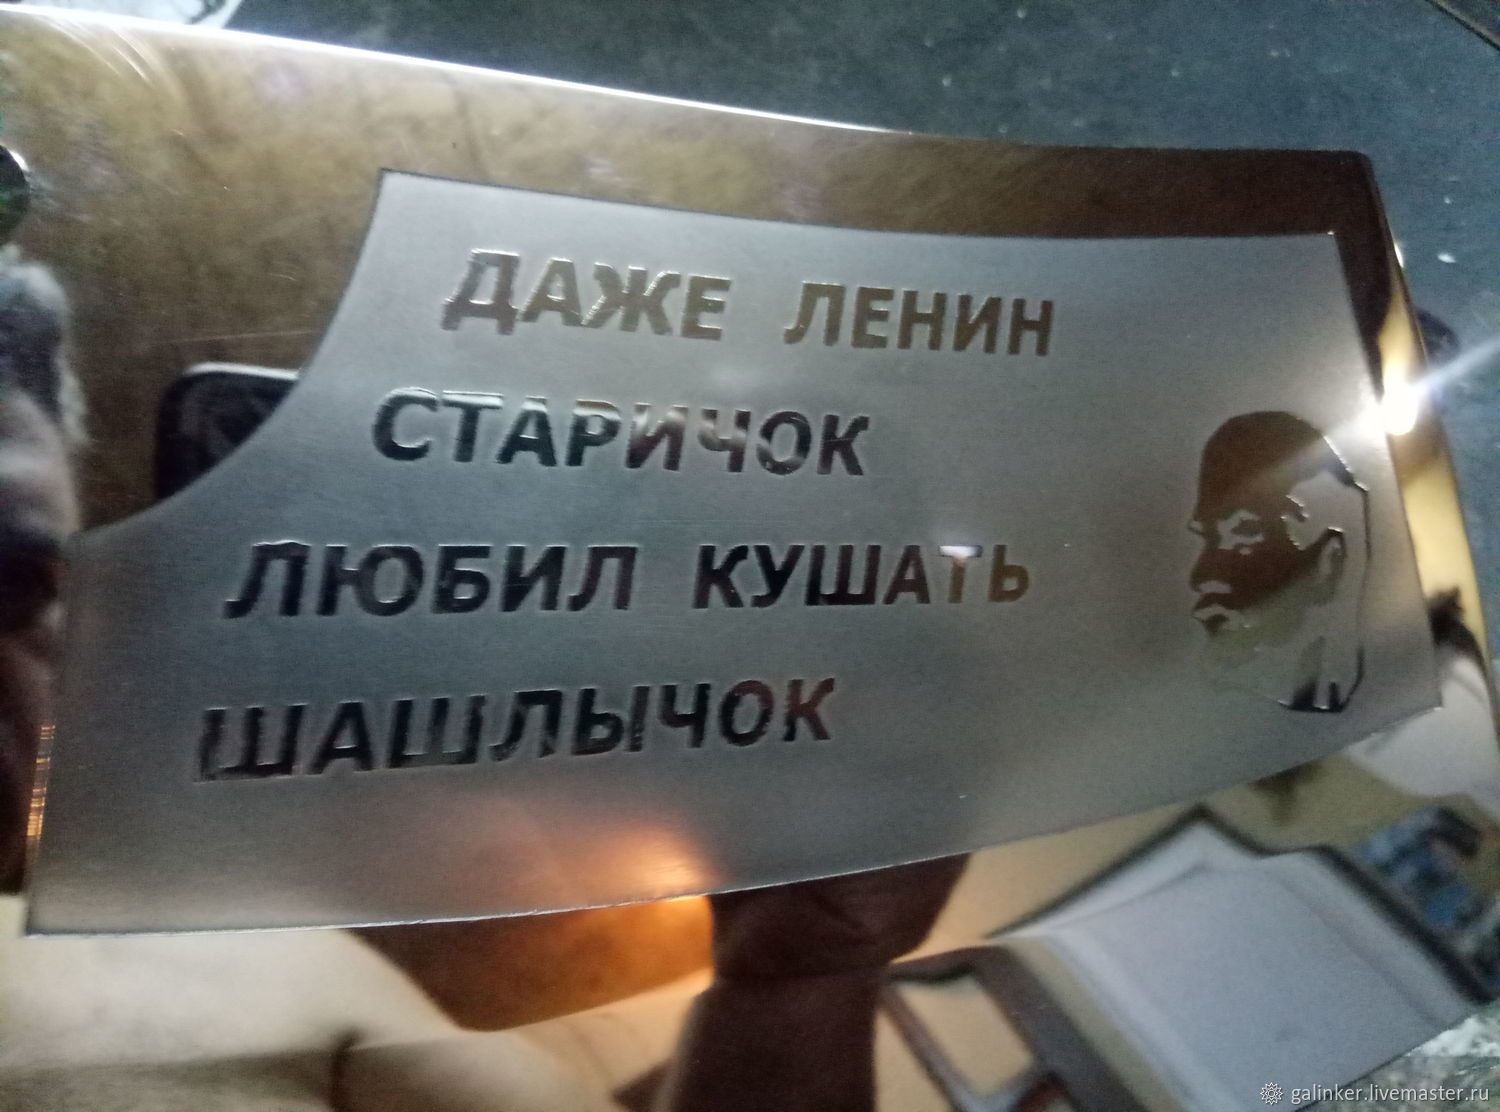 ДАЖЕ ЛЕНИН
СТАРИЧОК
ЛЮБИЛ КУШАТЬ
ШАШЛЫЧОК
galinker.livemaster.ru